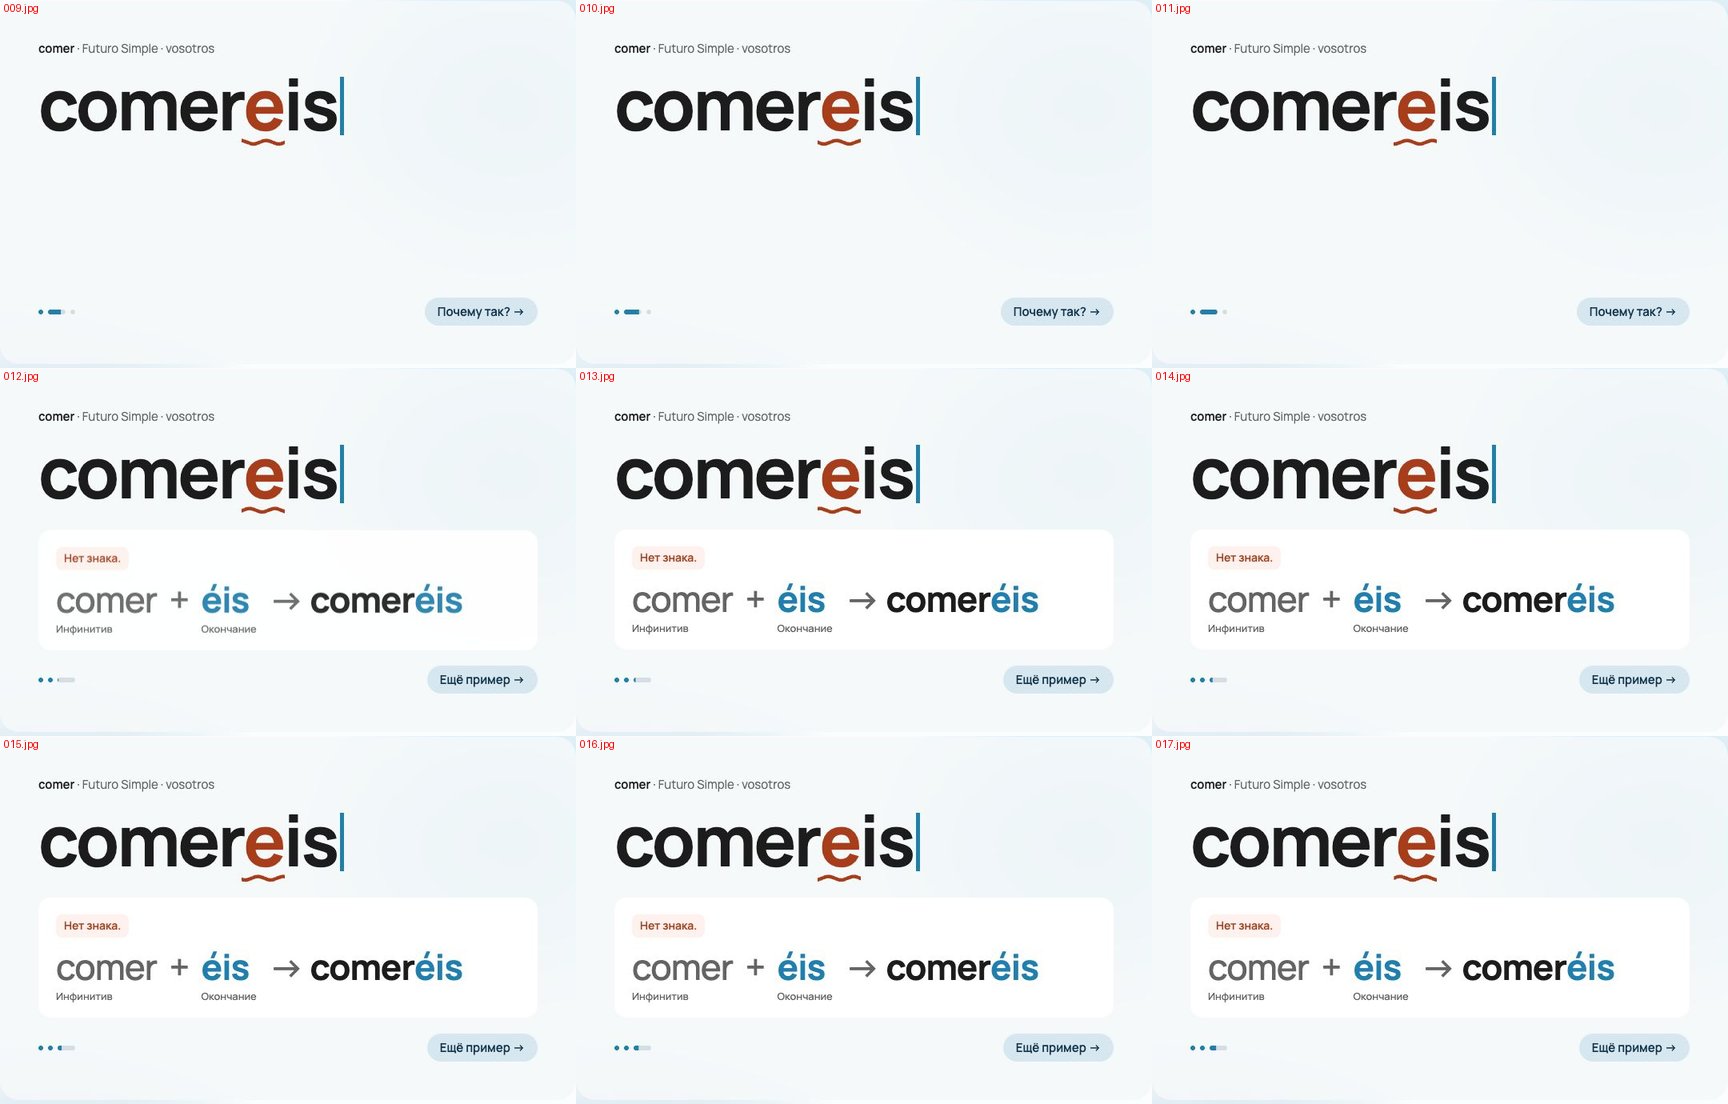 009.jpg
comer · Futuro Simple · vosotros
comereis
Почему так? →
010.jpg
comer · Futuro Simple · vosotros
comereis
Почему так? →
011.jpg
comer · Futuro Simple · vosotros
comereis
Почему так? →
012.jpg
comer · Futuro Simple · vosotros
comereis
Нет знака.
comer + éis → comeréis
Инфинитив Окончание
Ещё пример →
013.jpg
comer · Futuro Simple · vosotros
comereis
Нет знака.
comer + éis → comeréis
Инфинитив Окончание
Ещё пример →
014.jpg
comer · Futuro Simple · vosotros
comereis
Нет знака.
comer + éis → comeréis
Инфинитив Окончание
Ещё пример →
015.jpg
comer · Futuro Simple · vosotros
comereis
Нет знака.
comer + éis → comeréis
Инфинитив Окончание
Ещё пример →
016.jpg
comer · Futuro Simple · vosotros
comereis
Нет знака.
comer + éis → comeréis
Инфинитив Окончание
Ещё пример →
017.jpg
comer · Futuro Simple · vosotros
comereis
Нет знака.
comer + éis → comeréis
Инфинитив Окончание
Ещё пример →